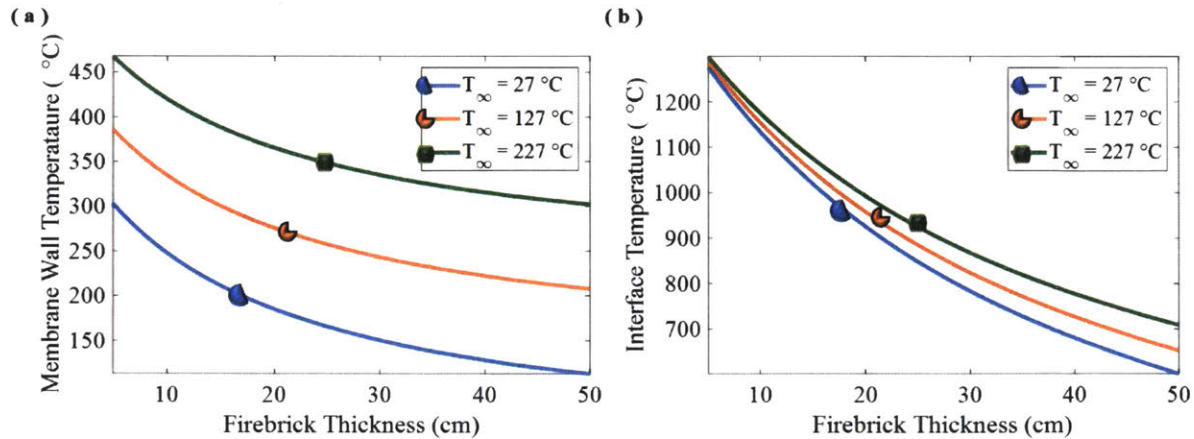 (a)
Membrane Wall Temperataure ( °C)
450
400
350
300
250
200
150
10
20
30
40
50
Firebrick Thickness (cm)
T∞ = 27 °C
T∞ = 127 °C
T∞ = 227 °C
(b)
Interface Temperature ( °C)
1200
1100
1000
900
800
700
10
20
30
40
50
Firebrick Thickness (cm)
T∞ = 27 °C
T∞ = 127 °C
T∞ = 227 °C